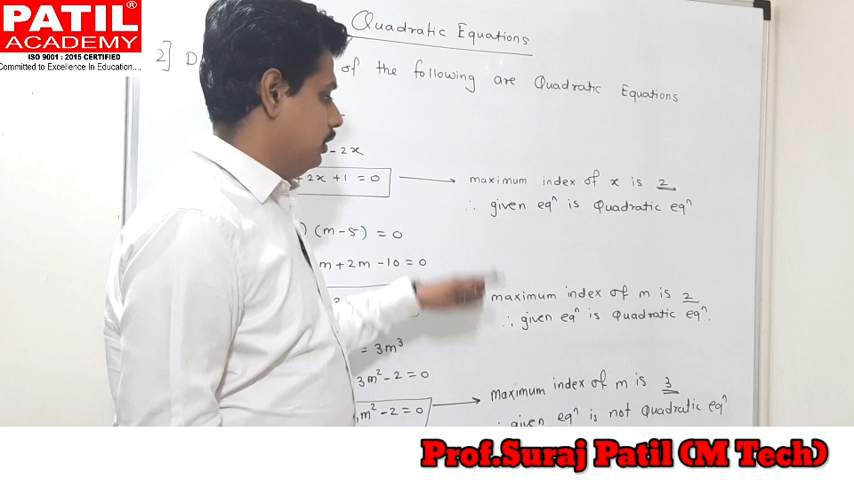 PATIL®
ACADEMY
ISO 9001 : 2015 CERTIFIED
Committed to Excellence In Education....
Quadratic Equations
2] D of the following are Quadratic Equations
- 2x
+ 2x + 1 = 0 → maximum index of x is 2
∴ given eqⁿ is Quadratic eqⁿ
) (m - 5) = 0
m + 2m - 10 = 0
maximum index of m is 2
∴ given eqⁿ is Quadratic eqⁿ.
= 3m³
3m² - 2 = 0
m² - 2 = 0 → maximum index of m is 3
∴ given eqⁿ is not Quadratic eqⁿ
Prof.Suraj Patil (M Tech)